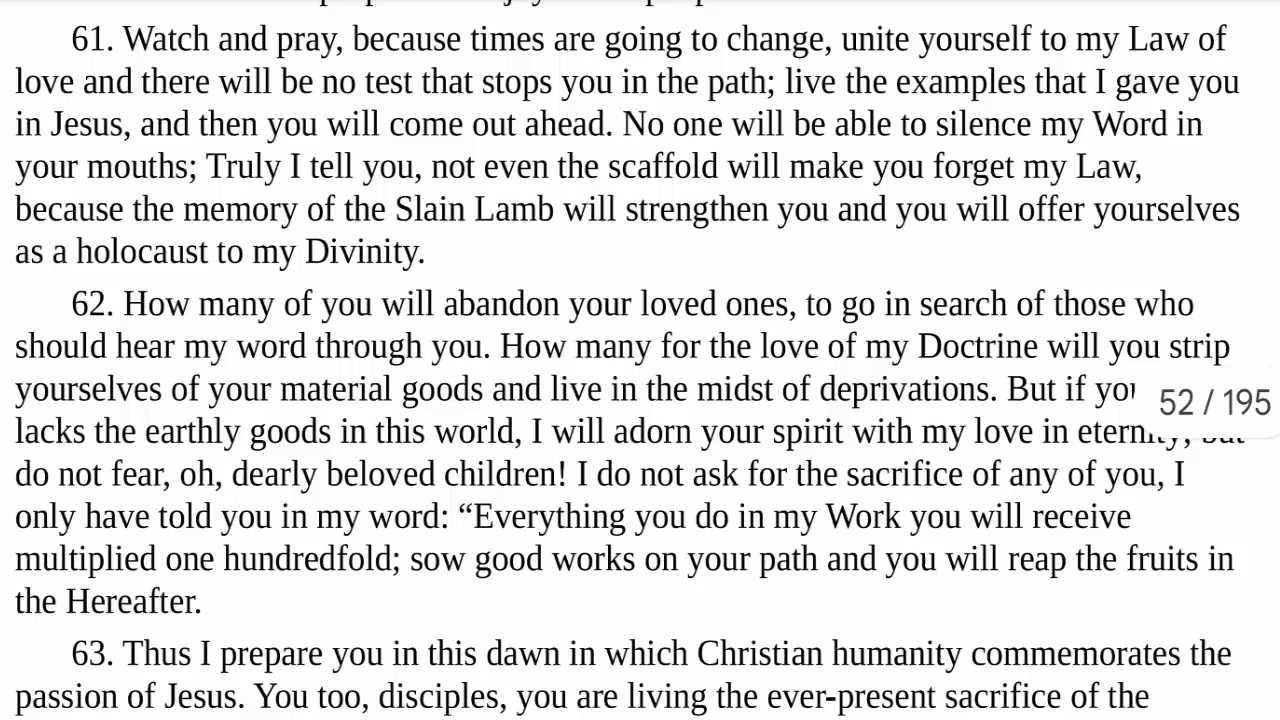 61. Watch and pray, because times are going to change, unite yourself to my Law of
love and there will be no test that stops you in the path; live the examples that I gave you
in Jesus, and then you will come out ahead. No one will be able to silence my Word in
your mouths; Truly I tell you, not even the scaffold will make you forget my Law,
because the memory of the Slain Lamb will strengthen you and you will offer yourselves
as a holocaust to my Divinity.
62. How many of you will abandon your loved ones, to go in search of those who
should hear my word through you. How many for the love of my Doctrine will you strip
yourselves of your material goods and live in the midst of deprivations. But if
52 / 195
lacks the earthly goods in this world, I will adorn your spirit with my love in eternity, but
do not fear, oh, dearly beloved children! I do not ask for the sacrifice of any of you, I
only have told you in my word: “Everything you do in my Work you will receive
multiplied one hundredfold; sow good works on your path and you will reap the fruits in
the Hereafter.
63. Thus I prepare you in this dawn in which Christian humanity commemorates the
passion of Jesus. You too, disciples, you are living the ever-present sacrifice of the